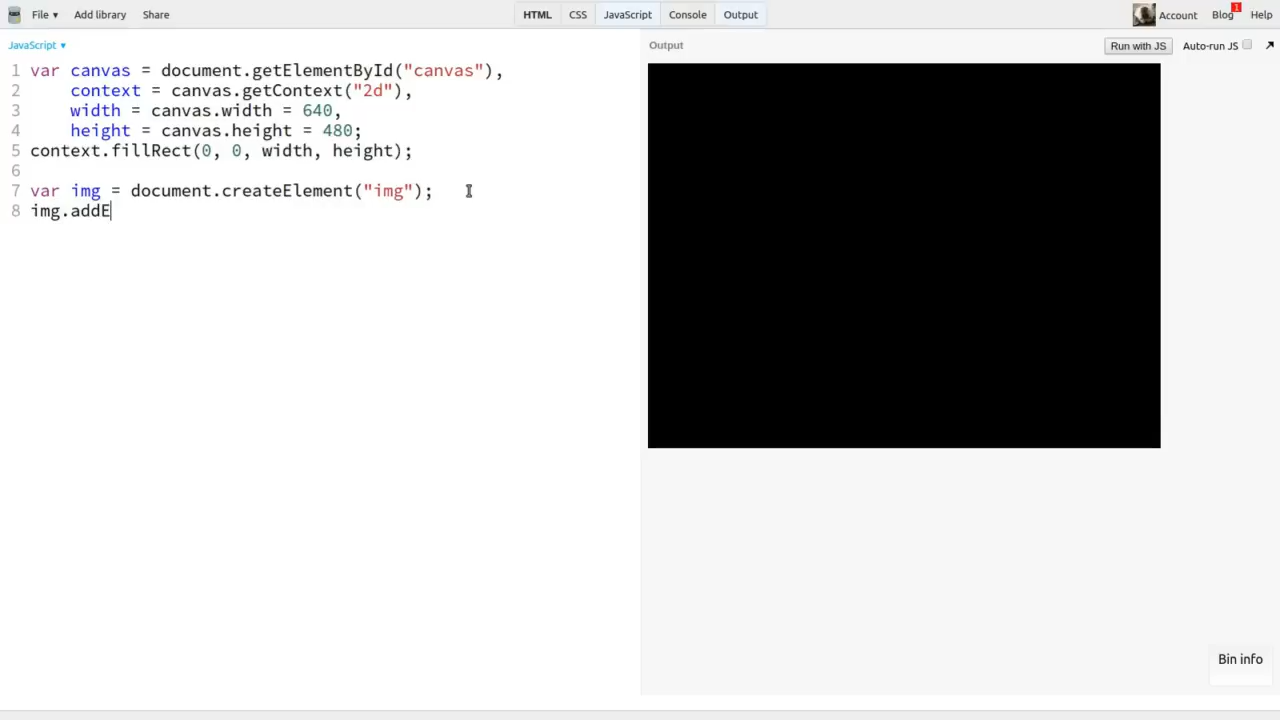 File ▾ Add library Share HTML CSS JavaScript Console Output Account Blog 1 Help
JavaScript ▾ Output Run with JS Auto-run JS
1 var canvas = document.getElementById("canvas"),
2     context = canvas.getContext("2d"),
3     width = canvas.width = 640,
4     height = canvas.height = 480;
5 context.fillRect(0, 0, width, height);
6
7 var img = document.createElement("img");
8 img.addE
Bin info